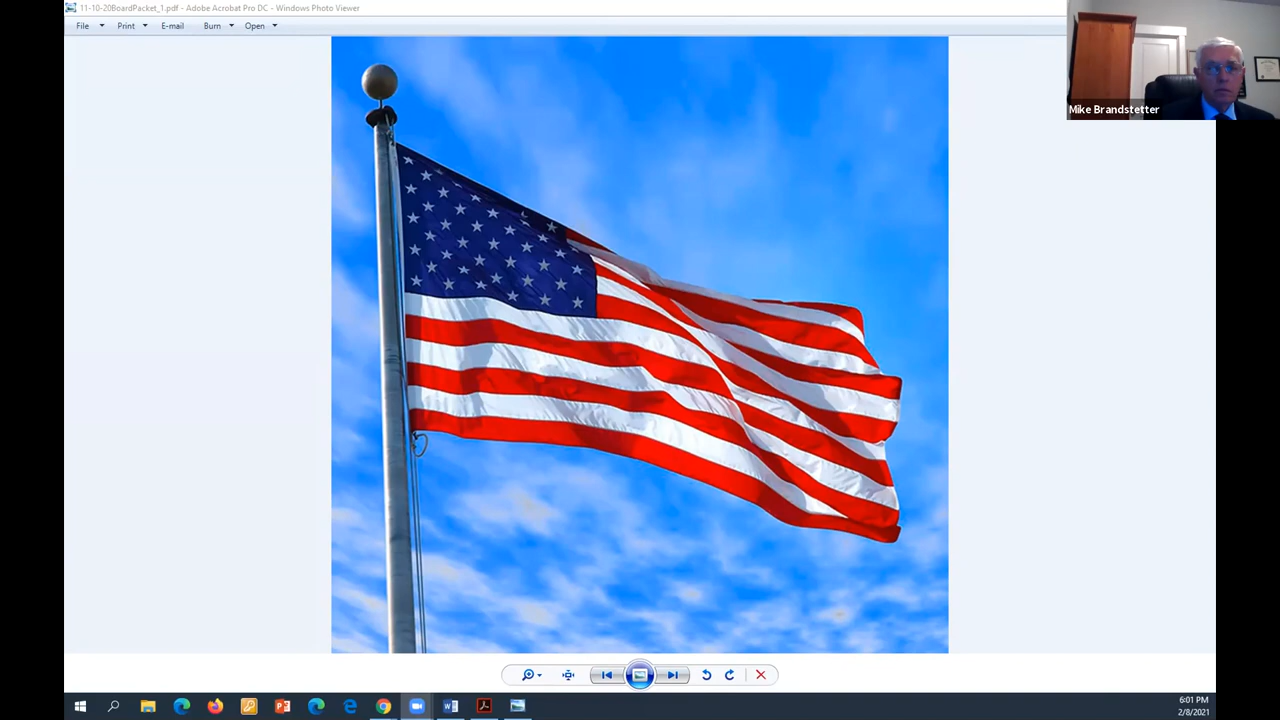 11-10-20BoardPacket_1.pdf - Adobe Acrobat Pro DC - Windows Photo Viewer
File Print E-mail Burn Open
Mike Brandstetter
6:01 PM
2/8/2021